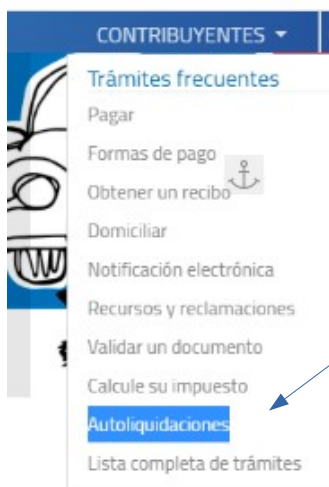 CONTRIBUYENTES
Trámites frecuentes
Pagar
Formas de pago
Obtener un recibo
Domiciliar
Notificación electrónica
Recursos y reclamaciones
Validar un documento
Calcule su impuesto
Autoliquidaciones
Lista completa de trámites